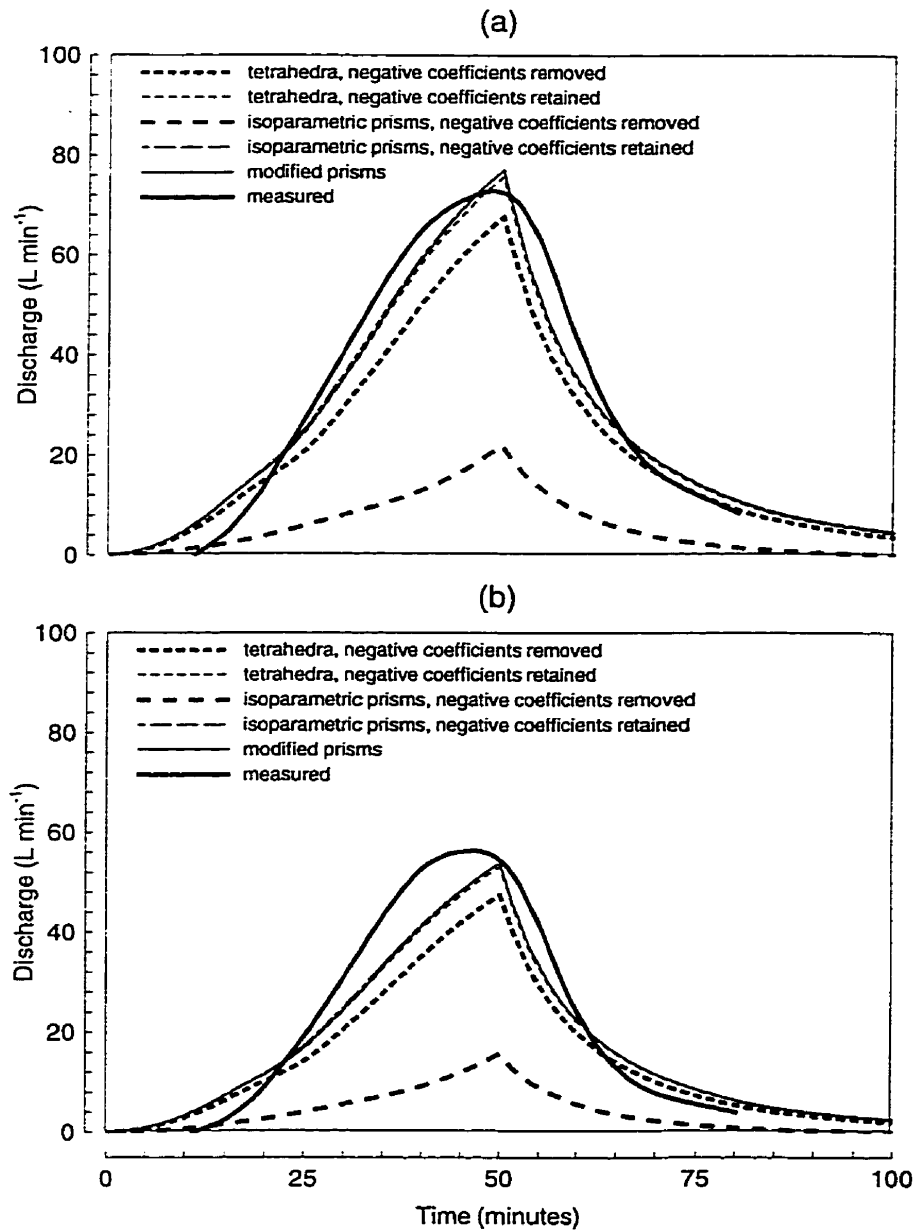 (a)
100
80
60
40
20
0
Discharge (L min⁻¹)
tetrahedra, negative coefficients removed
tetrahedra, negative coefficients retained
isoparametric prisms, negative coefficients removed
isoparametric prisms, negative coefficients retained
modified prisms
measured
(b)
100
80
60
40
20
0
Discharge (L min⁻¹)
tetrahedra, negative coefficients removed
tetrahedra, negative coefficients retained
isoparametric prisms, negative coefficients removed
isoparametric prisms, negative coefficients retained
modified prisms
measured
0 25 50 75 100
Time (minutes)